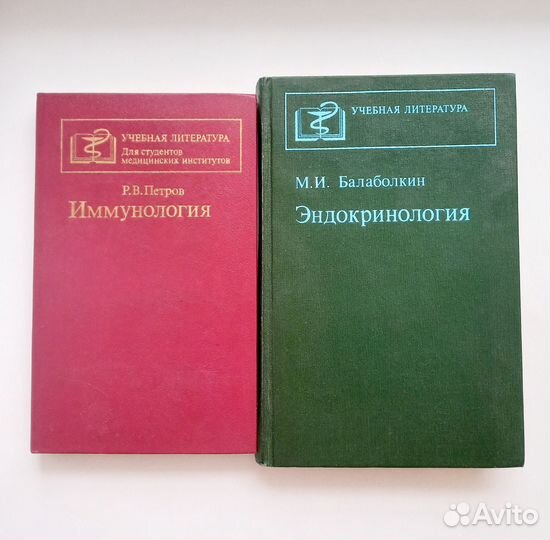 УЧЕБНАЯ ЛИТЕРАТУРА
Для студентов
медицинских институтов
Р.В.Петров
Иммунология
УЧЕБНАЯ ЛИТЕРАТУРА
М.И. Балаболкин
Эндокринология
Avito